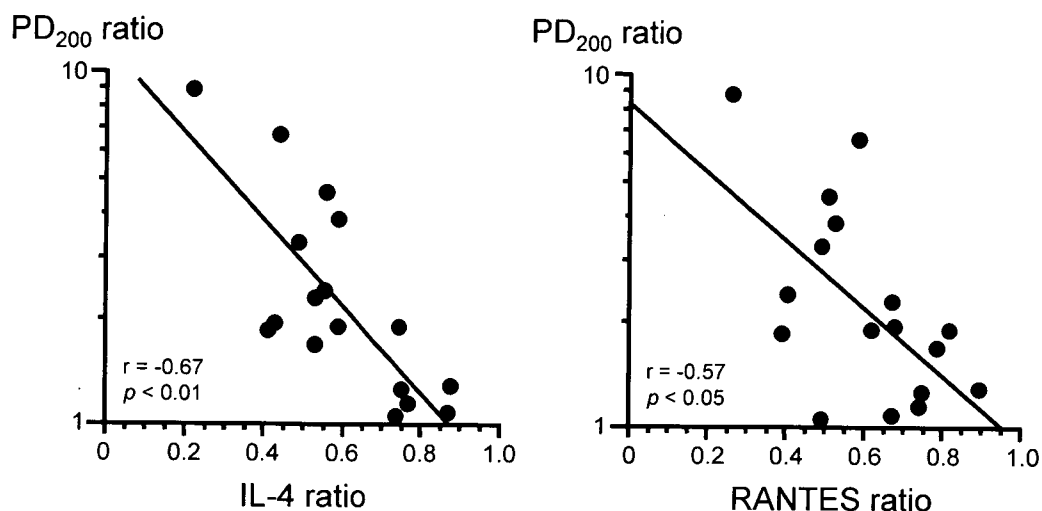 PD200 ratio
10
1
r = -0.67
p < 0.01
0 0.2 0.4 0.6 0.8 1.0
IL-4 ratio
PD200 ratio
10
1
r = -0.57
p < 0.05
0 0.2 0.4 0.6 0.8 1.0
RANTES ratio